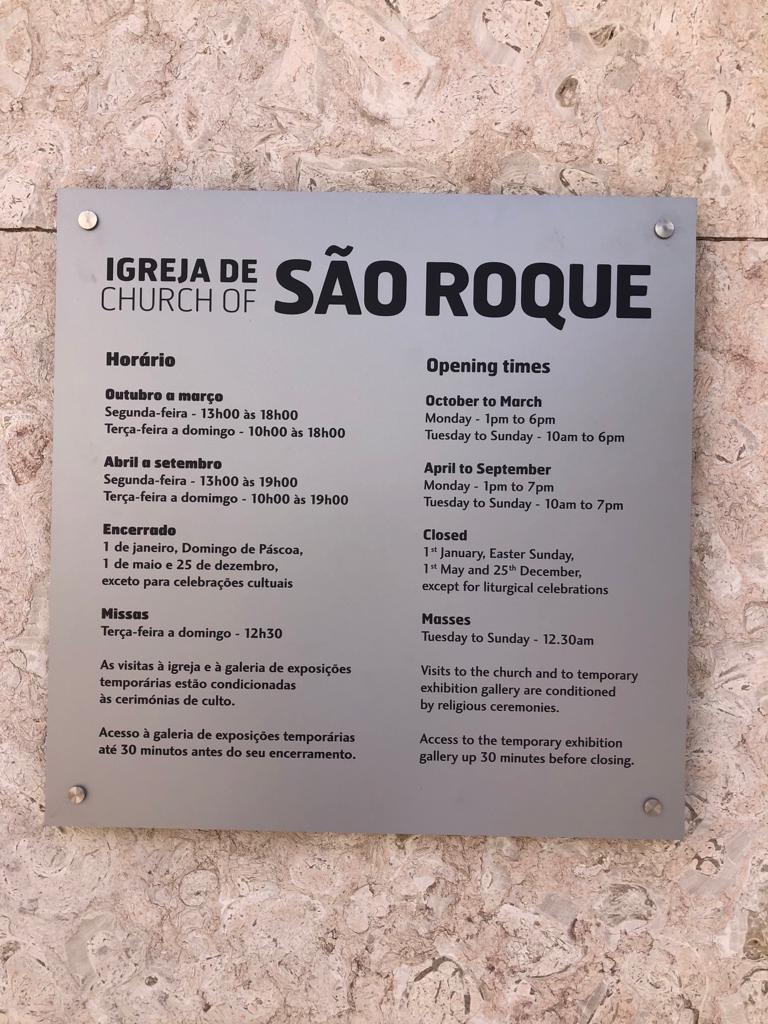 IGREJA DE
CHURCH OF
SÃO ROQUE
Horário
Outubro a março
Segunda-feira - 13h00 às 18h00
Terça-feira a domingo - 10h00 às 18h00
Abril a setembro
Segunda-feira - 13h00 às 19h00
Terça-feira a domimgo - 10h00 às 19h00
Encerrado
1 de janeiro, Domingo de Páscoa,
1 de maio e 25 de dezembro,
exceto para celebrações cultuais
Missas
Terça-feira a domingo - 12h30
As visitas à igreja e à galeria de exposições
temporárias estão condicionadas
às cerimónias de culto.
Acesso à galeria de exposições temporárias
até 30 minutos antes do seu encerramento.
Opening times
October to March
Monday - 1pm to 6pm
Tuesday to Sunday - 10am to 6pm
April to September
Monday - 1pm to 7pm
Tuesday to Sunday - 10am to 7pm
Closed
1st January, Easter Sunday,
1st May and 25th December,
except for liturgical celebrations
Masses
Tuesday to Sunday - 12.30am
Visits to the church and to temporary
exhibition gallery are conditioned
by religious ceremonies.
Access to the temporary exhibition
gallery up 30 minutes before closing.